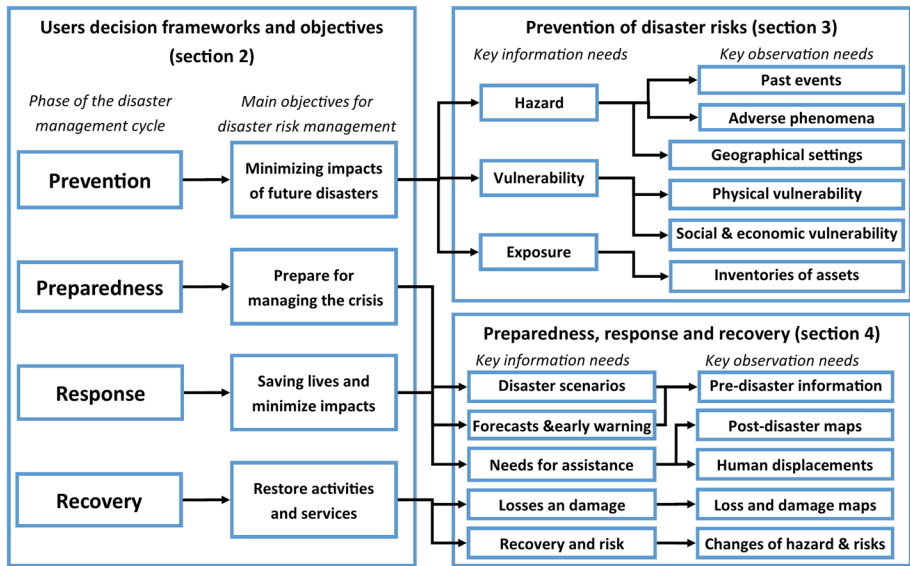 Users decision frameworks and objectives
(section 2)
Phase of the disaster
management cycle
Main objectives for
disaster risk management
Prevention
Minimizing impacts
of future disasters
Preparedness
Prepare for
managing the crisis
Response
Saving lives and
minimize impacts
Recovery
Restore activities
and services
Prevention of disaster risks (section 3)
Key information needs
Key observation needs
Hazard
Past events
Adverse phenomena
Geographical settings
Vulnerability
Physical vulnerability
Social & economic vulnerability
Exposure
Inventories of assets
Preparedness, response and recovery (section 4)
Key information needs
Key observation needs
Disaster scenarios
Pre-disaster information
Forecasts &early warning
Post-disaster maps
Needs for assistance
Human displacements
Losses an damage
Loss and damage maps
Recovery and risk
Changes of hazard & risks